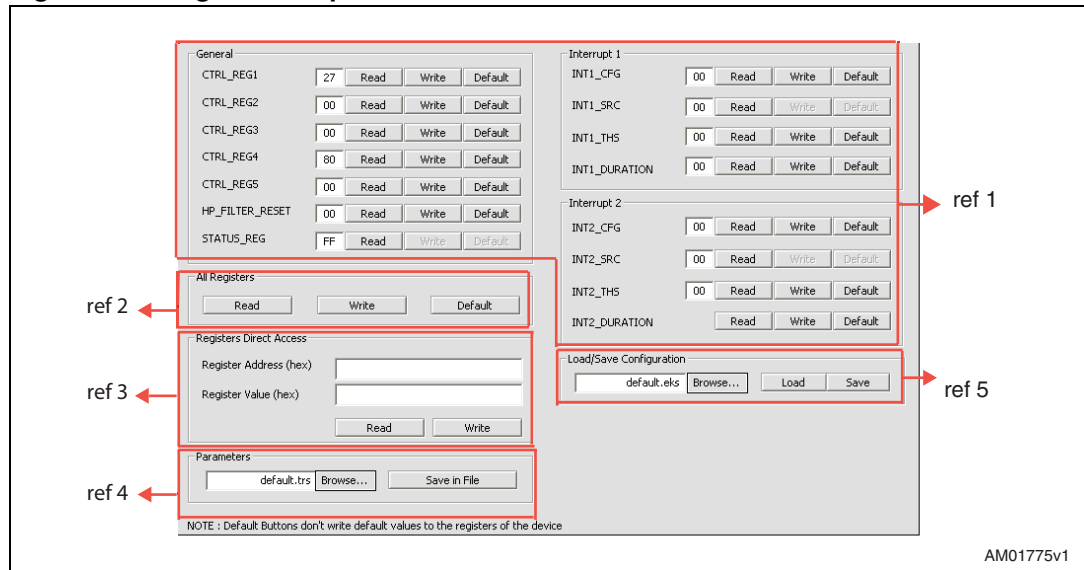 General
CTRL_REG1 27 Read Write Default
CTRL_REG2 00 Read Write Default
CTRL_REG3 00 Read Write Default
CTRL_REG4 80 Read Write Default
CTRL_REG5 00 Read Write Default
HP_FILTER_RESET 00 Read Write Default
STATUS_REG FF Read Write Default
Interrupt 1
INT1_CFG 00 Read Write Default
INT1_SRC 00 Read Write Default
INT1_THS 00 Read Write Default
INT1_DURATION 00 Read Write Default
ref 1
Interrupt 2
INT2_CFG 00 Read Write Default
INT2_SRC 00 Read Write Default
INT2_THS 00 Read Write Default
INT2_DURATION Read Write Default
All Registers
ref 2
Read Write Default
Registers Direct Access
Register Address (hex)
ref 3
Register Value (hex)
Read Write
Load/Save Configuration
default.eks Browse... Load Save
ref 5
Parameters
ref 4
default.trs Browse... Save in File
NOTE : Default Buttons don't write default values to the registers of the device
AM01775v1